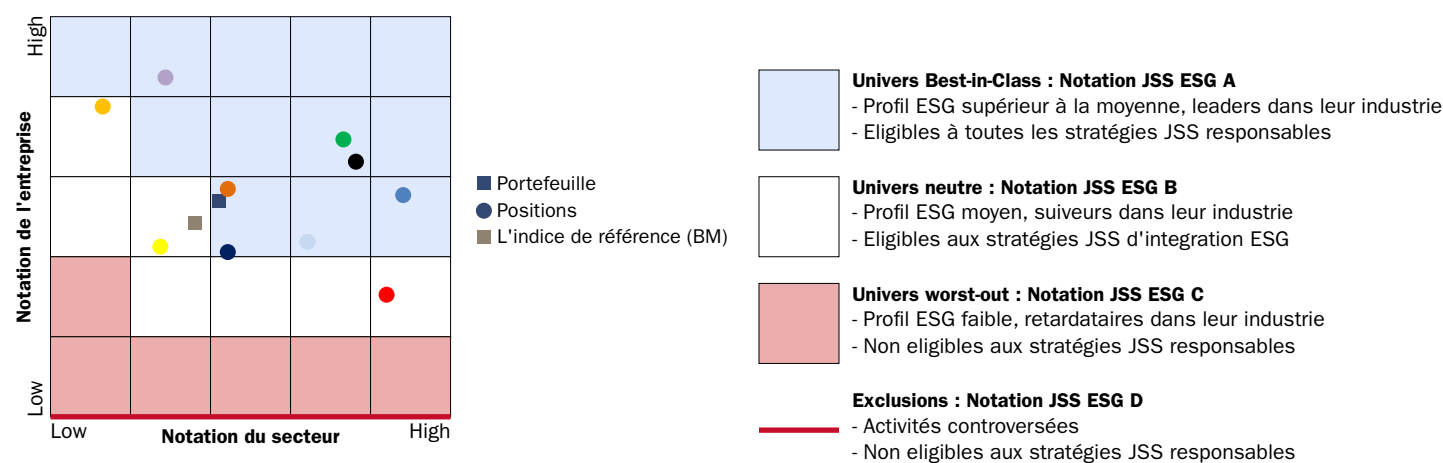 High
Notation de l'entreprise
Low
Low
Notation du secteur
High
Portefeuille
Positions
L'indice de référence (BM)
Univers Best-in-Class : Notation JSS ESG A
- Profil ESG supérieur à la moyenne, leaders dans leur industrie
- Eligibles à toutes les stratégies JSS responsables
Univers neutre : Notation JSS ESG B
- Profil ESG moyen, suiveurs dans leur industrie
- Eligibles aux stratégies JSS d'integration ESG
Univers worst-out : Notation JSS ESG C
- Profil ESG faible, retardataires dans leur industrie
- Non eligibles aux stratégies JSS responsables
Exclusions : Notation JSS ESG D
- Activités controversées
- Non eligibles aux stratégies JSS responsables